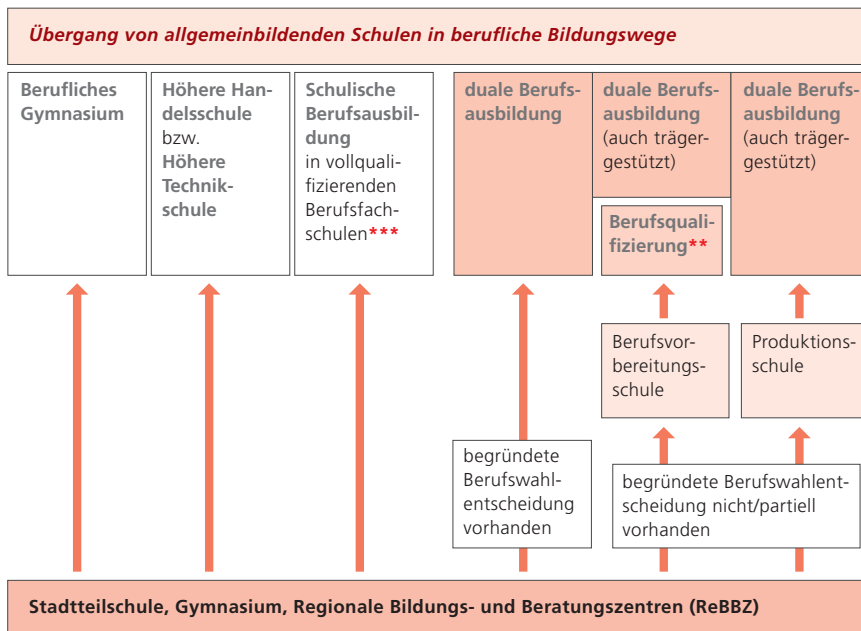 Übergang von allgemeinbildenden Schulen in berufliche Bildungswege
Berufliches
Gymnasium
Höhere Han-
delsschule
bzw.
Höhere
Technik-
schule
Schulische
Berufsausbil-
dung
in vollquali-
fizierenden
Berufsfach-
schulen***
duale Berufs-
ausbildung
duale Berufs-
ausbildung
(auch träger-
gestützt)
Berufsquali-
fizierung**
duale Berufs-
ausbildung
(auch träger-
gestützt)
Berufsvor-
bereitungs-
schule
Produktions-
schule
begründete
Berufswahl-
entscheidung
vorhanden
begründete Berufswahlent-
scheidung nicht/partiell
vorhanden
Stadtteilschule, Gymnasium, Regionale Bildungs- und Beratungszentren (ReBBZ)